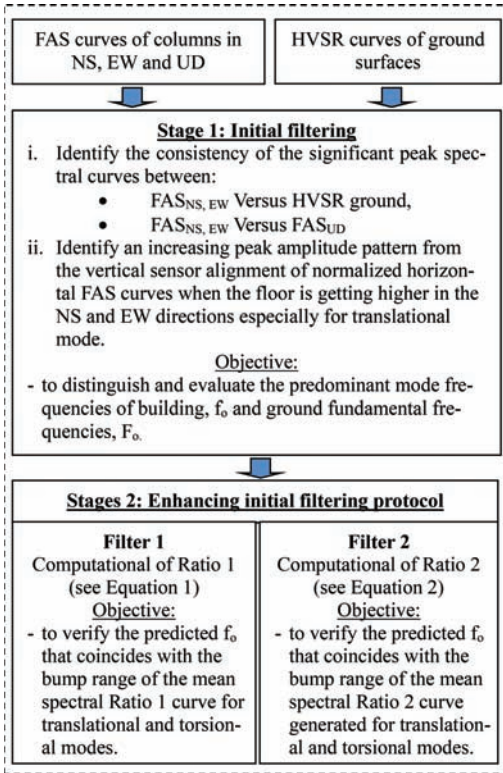 FAS curves of columns in
NS, EW and UD
HVSR curves of ground
surfaces
Stage 1: Initial filtering
i. Identify the consistency of the significant peak spec-
tral curves between:
• FASNS, EW Versus HVSR ground,
• FASNS, EW Versus FASUD
ii. Identify an increasing peak amplitude pattern from
the vertical sensor alignment of normalized horizon-
tal FAS curves when the floor is getting higher in the
NS and EW directions especially for translational
mode.
Objective:
- to distinguish and evaluate the predominant mode fre-
quencies of building, fo and ground fundamental fre-
quencies, Fo.
Stages 2: Enhancing initial filtering protocol
Filter 1
Computational of Ratio 1
(see Equation 1)
Objective:
- to verify the predicted fo
that coincides with the
bump range of the mean
spectral Ratio 1 curve for
translational and torsion-
al modes.
Filter 2
Computational of Ratio 2
(see Equation 2)
Objective:
- to verify the predicted fo
that coincides with the
bump range of the mean
spectral Ratio 2 curve
generated for translation-
al and torsional modes.